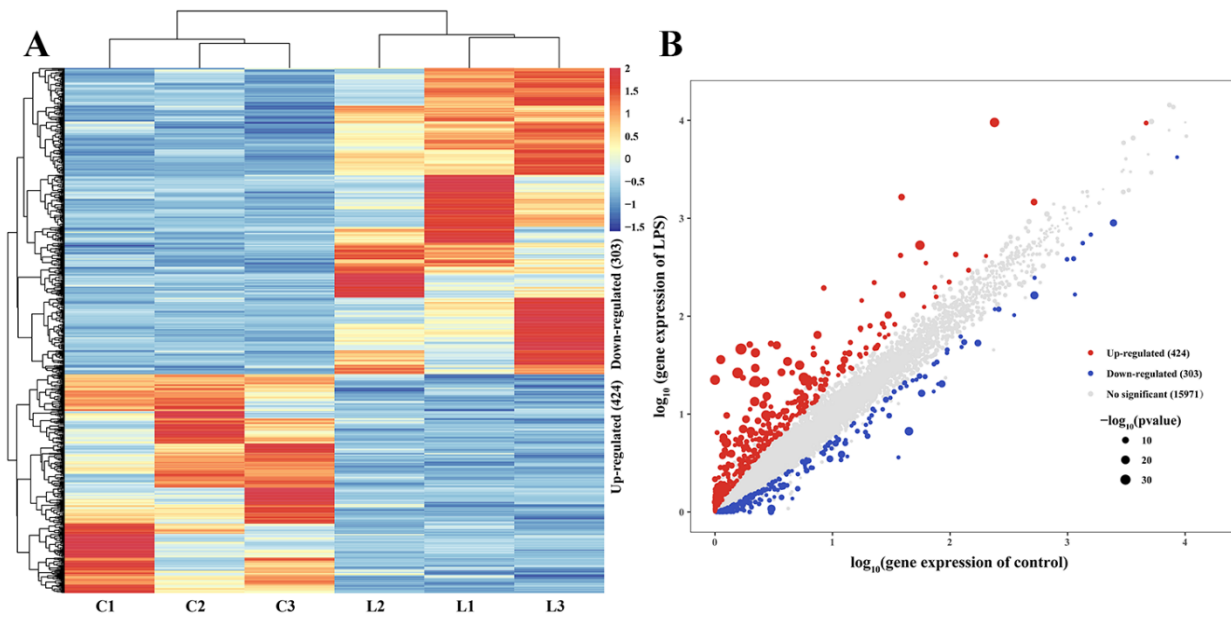 A
2
1.5
1
0.5
0
−0.5
−1
−1.5
Down-regulated (303)
Up-regulated (424)
C1
C2
C3
L2
L1
L3
B
log10(gene expression of LPS)
4
3
2
1
0
0
1
2
3
4
log10(gene expression of control)
Up-regulated (424)
Down-regulated (303)
No significant (15971)
−log10(pvalue)
10
20
30